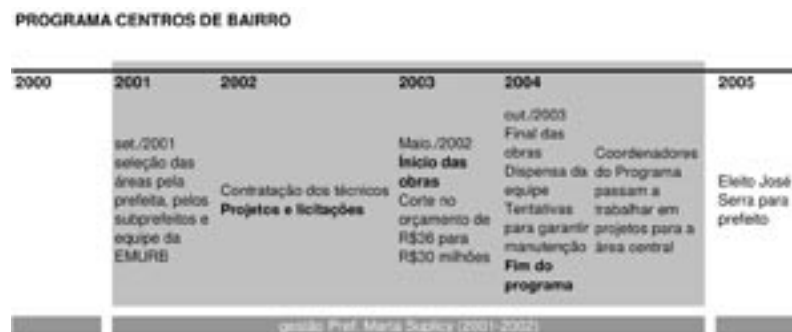 PROGRAMA CENTROS DE BAIRRO
2000
2001
2002
2003
2004
2005
set./2001
seleção das
áreas pela
prefeita, pelos
subprefeitos e
equipe da
EMURB
Contratação dos técnicos
Projetos e licitações
Maio./2002
Início das
obras
Corte no
orçamento de
R$36 para
R$30 milhões
out./2003
Final das
obras
Dispensa da
equipe
Tentativas
para garantir
manutenção
Fim do
programa
Coordenadores
do Programa
passam a
trabalhar em
projetos para a
área central
Eleito José
Serra para
prefeito
gestão Pref. Marta Suplicy (2001-2002)